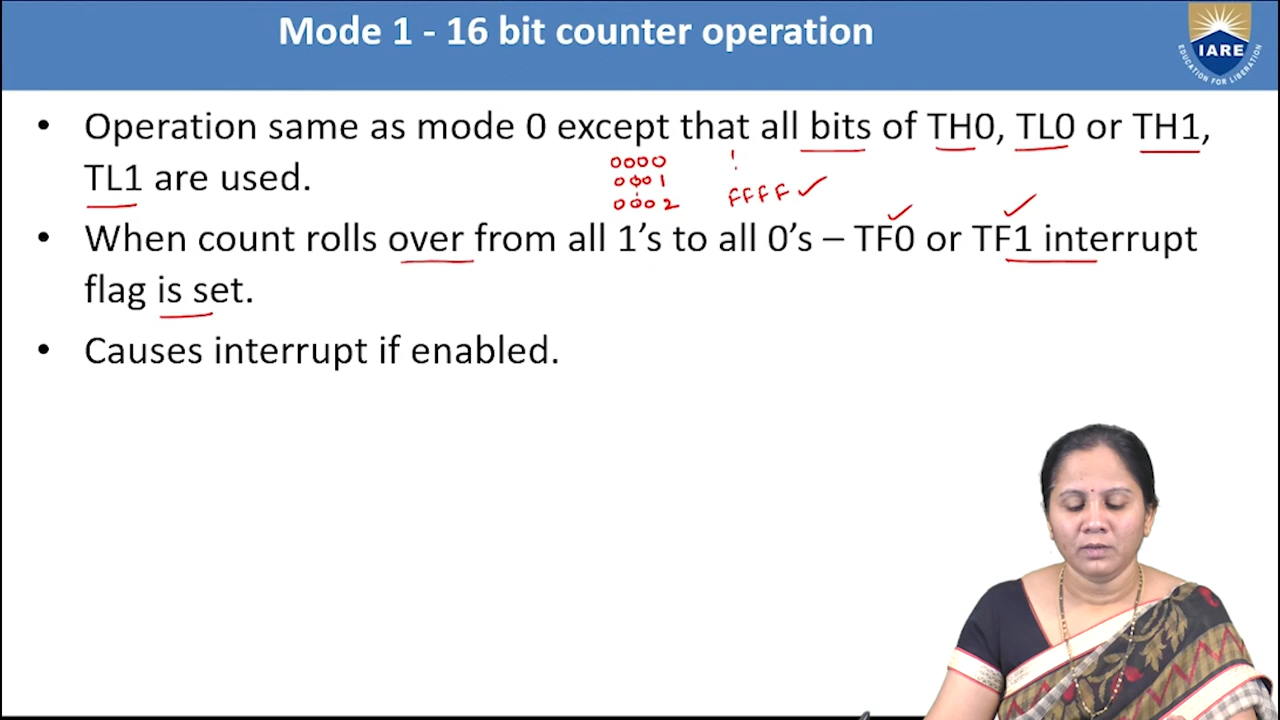 Mode 1 - 16 bit counter operation
IARE
EDUCATION FOR LIBERATION
• Operation same as mode 0 except that all bits of TH0, TL0 or TH1,
TL1 are used.
0000
0001
0002
FFFF
• When count rolls over from all 1's to all 0's – TF0 or TF1 interrupt
flag is set.
• Causes interrupt if enabled.